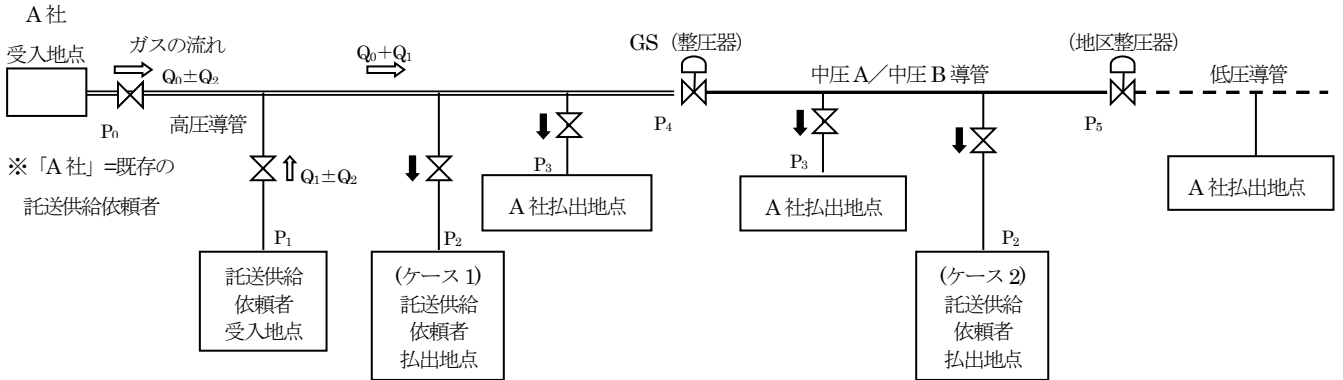 A社
受入地点
ガスの流れ
Q₀±Q₂
Q₀+Q₁
GS（整圧器）
中圧A／中圧B導管
（地区整圧器）
低圧導管
P₀
高圧導管
P₄
P₅
※「A社」=既存の
託送供給依頼者
Q₁±Q₂
P₃
A社払出地点
P₃
A社払出地点
A社払出地点
P₁
託送供給
依頼者
受入地点
P₂
(ケース1)
託送供給
依頼者
払出地点
P₂
(ケース2)
託送供給
依頼者
払出地点